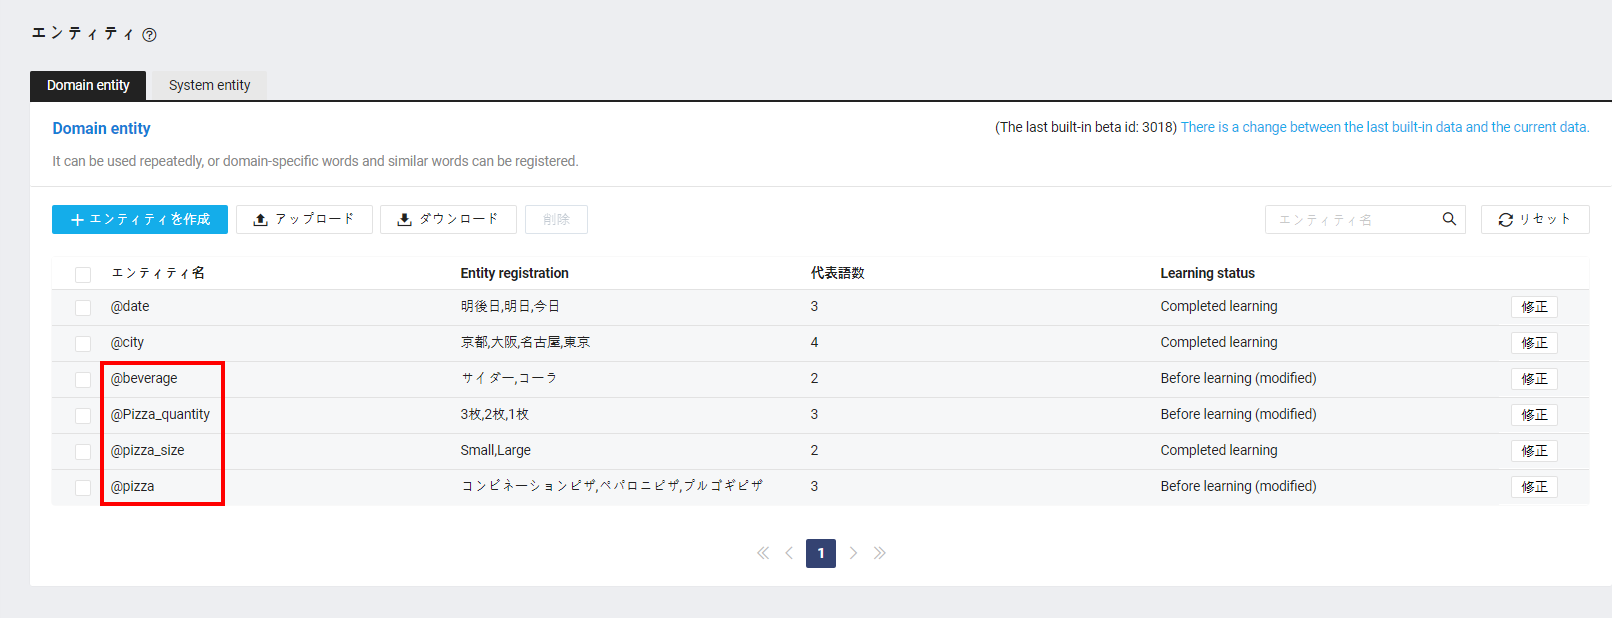 エンティティ ?
Domain entity System entity
Domain entity (The last built-in beta id: 3018) There is a change between the last built-in data and the current data.
It can be used repeatedly, or domain-specific words and similar words can be registered.
+ エンティティを作成 アップロード ダウンロード 削除 エンティティ名 リセット
エンティティ名 Entity registration 代表語数 Learning status
@date 明後日,明日,今日 3 Completed learning 修正
@city 京都,大阪,名古屋,東京 4 Completed learning 修正
@beverage サイダー,コーラ 2 Before learning (modified) 修正
@Pizza_quantity 3枚,2枚,1枚 3 Before learning (modified) 修正
@pizza_size Small,Large 2 Completed learning 修正
@pizza コンビネーションピザ,ペパロニピザ,プルゴギピザ 3 Before learning (modified) 修正
1